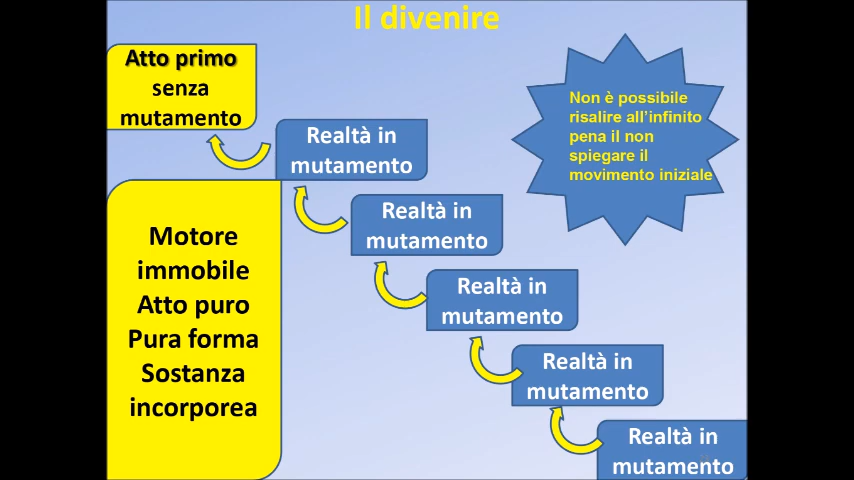 Il divenire
Atto primo
senza
mutamento
Non è possibile
risalire all'infinito
pena il non
spiegare il
movimento iniziale
Realtà in
mutamento
Realtà in
mutamento
Realtà in
mutamento
Realtà in
mutamento
Realtà in
mutamento
Motore
immobile
Atto puro
Pura forma
Sostanza
incorporea